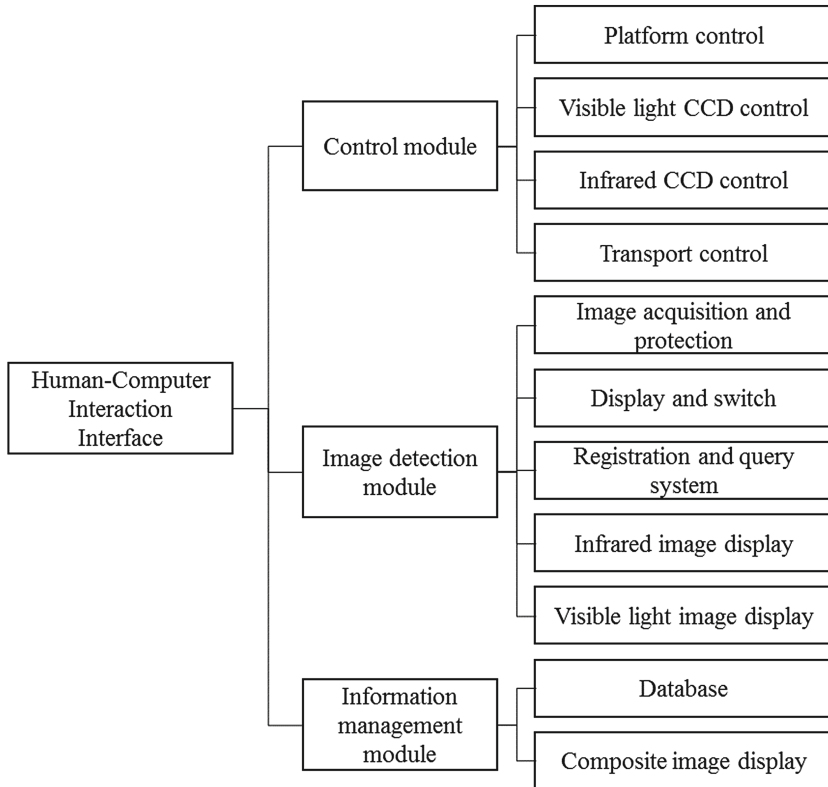 Platform control
Visible light CCD control
Control module
Infrared CCD control
Transport control
Image acquisition and
protection
Human-Computer
Interaction
Interface
Display and switch
Image detection
module
Registration and query
system
Infrared image display
Visible light image display
Information
management
module
Database
Composite image display